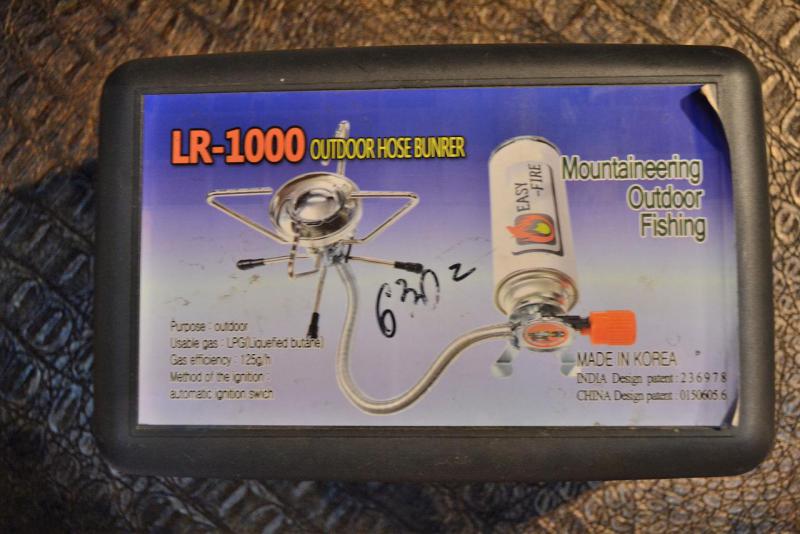 LR-1000 OUTDOOR HOSE BUNRER
EASY
-FIRE
Mountaineering
Outdoor
Fishing
Purpose : outdoor
Usable gas : LPG(Liquefied butane)
Gas efficiency : 125g/h
Method of the ignition :
automatic ignition swich
MADE IN KOREA
INDIA Design patent : 236978
CHINA Design patent : 0150605.6